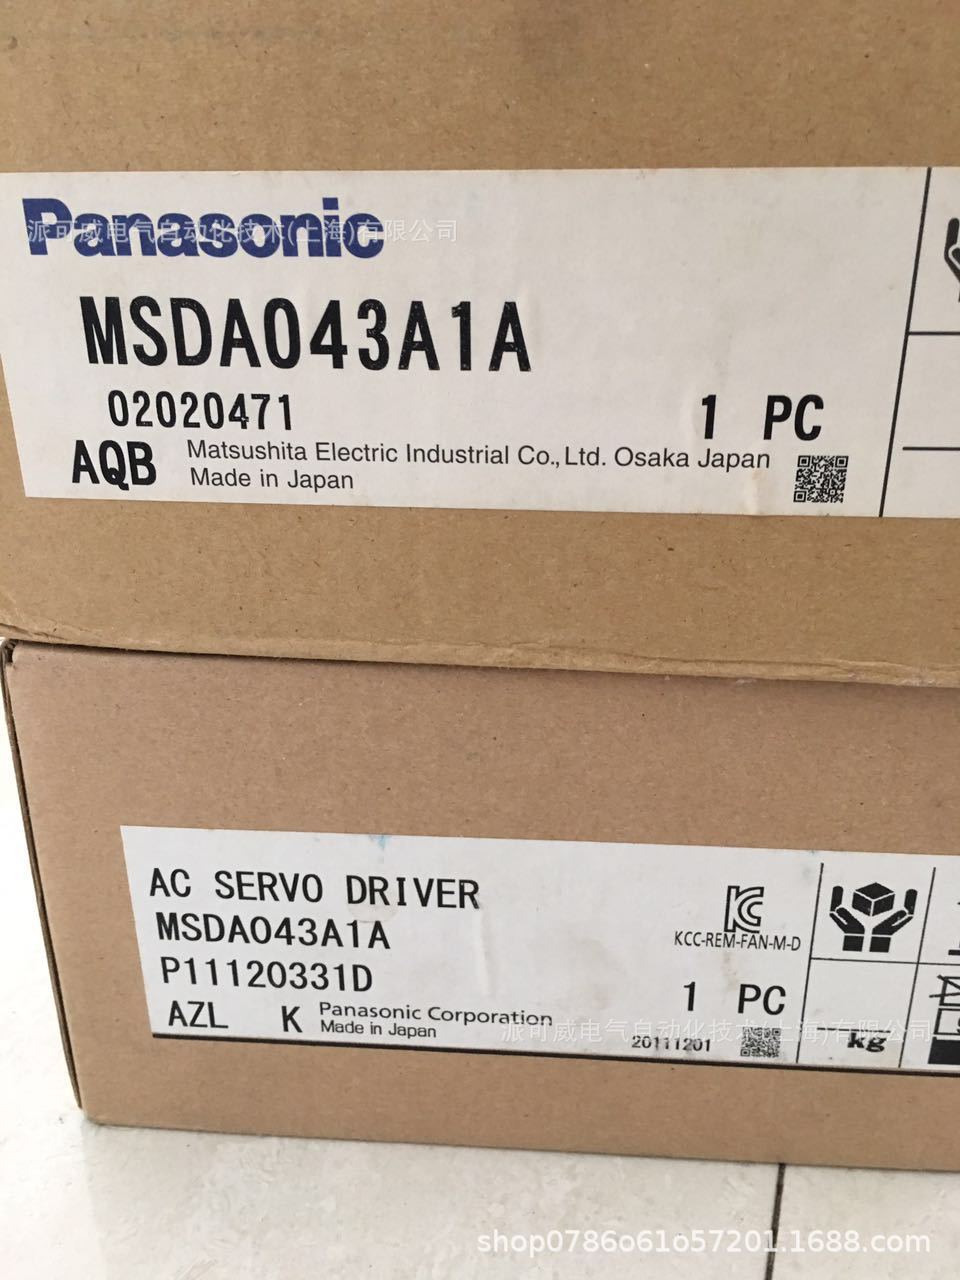 Panasonic
派可威电气自动化技术(上海)有限公司
MSDA043A1A
02020471
1 PC
AQB
Matsushita Electric Industrial Co., Ltd. Osaka Japan
Made in Japan
AC SERVO DRIVER
MSDA043A1A
KCC-REM-FAN-M-D
P11120331D
1 PC
AZL K
Panasonic Corporation
Made in Japan
派可威电气自动化技术(上海)有限公司
20111201
kg
shop0786o61o57201.1688.com